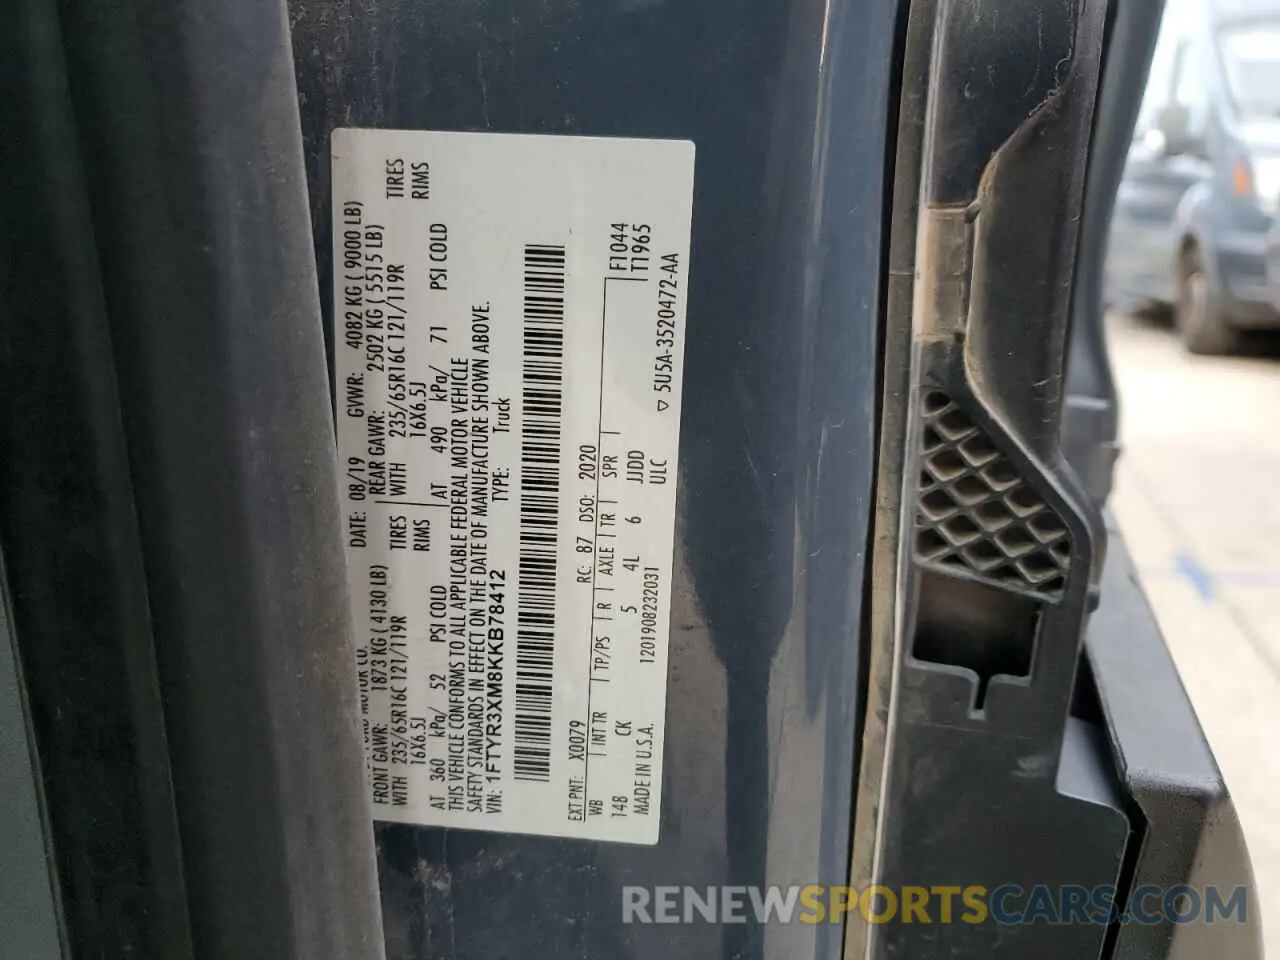 FORD MOTOR CO.
DATE: 08/19 GVWR: 4082 KG ( 9000 LB)
FRONT GAWR: 1873 KG ( 4130 LB) REAR GAWR: 2502 KG ( 5515 LB)
WITH 235/65R16C 121/119R TIRES WITH 235/65R16C 121/119R TIRES
16X6.5J RIMS 16X6.5J RIMS
AT 360 kPa/ 52 PSI COLD AT 490 kPa/ 71 PSI COLD
THIS VEHICLE CONFORMS TO ALL APPLICABLE FEDERAL MOTOR VEHICLE
SAFETY STANDARDS IN EFFECT ON THE DATE OF MANUFACTURE SHOWN ABOVE.
VIN: 1FTYR3XM8KKB78412 TYPE: Truck
EXT PNT: X0079 RC: 87 DSO: 2020
WB INT TR TP/PS R AXLE TR SPR F1044
148 CK 5 4L 6 JJDD T1965
MADE IN U.S.A. 1201908232031 ULC
▽ 5U5A-3520472-AA
RENEWSPORTSCARS.COM